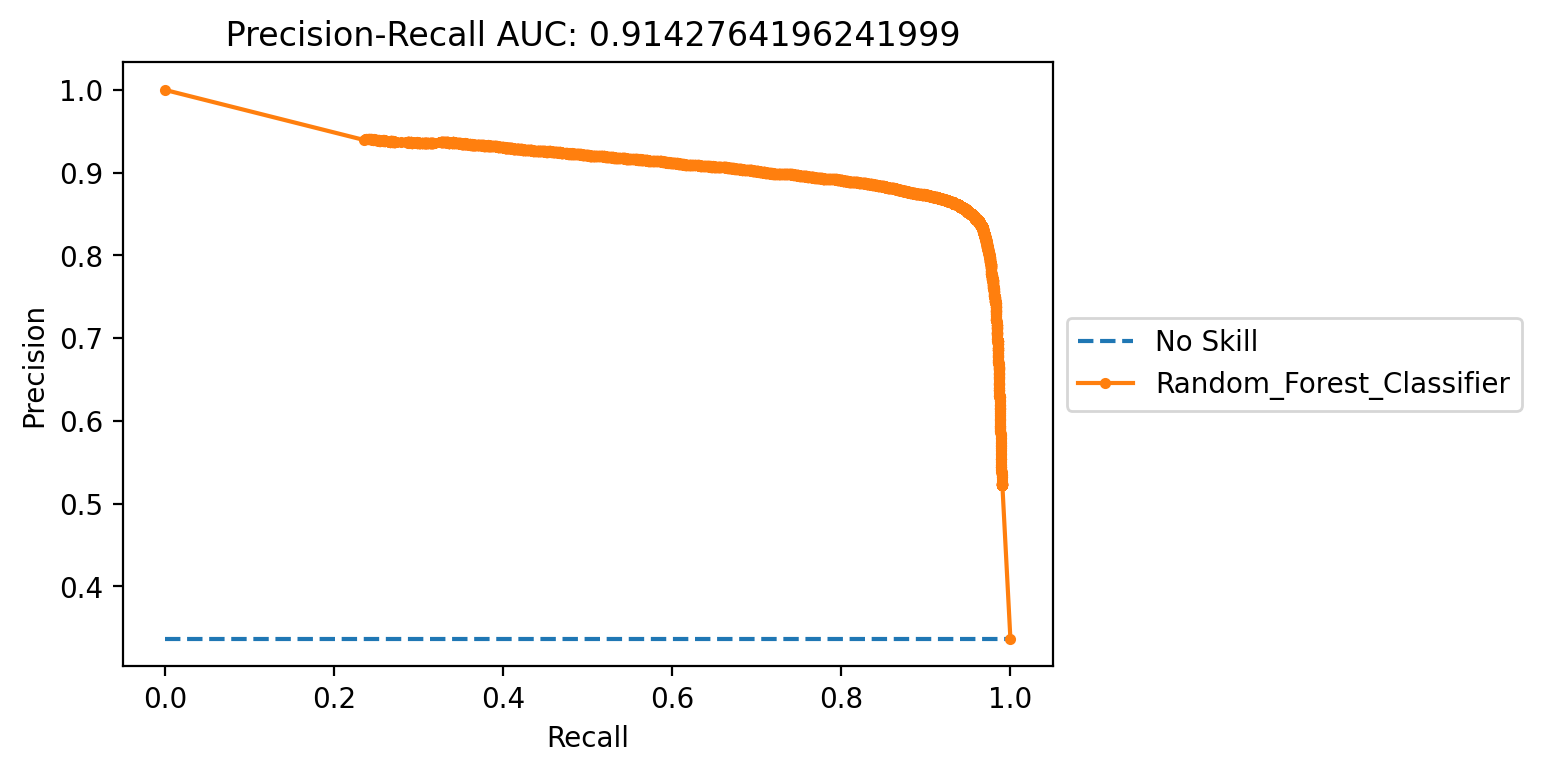 Precision-Recall AUC: 0.9142764196241999
1.0
0.9
0.8
0.7
0.6
0.5
0.4
Precision
0.0 0.2 0.4 0.6 0.8 1.0
Recall
No Skill
Random_Forest_Classifier